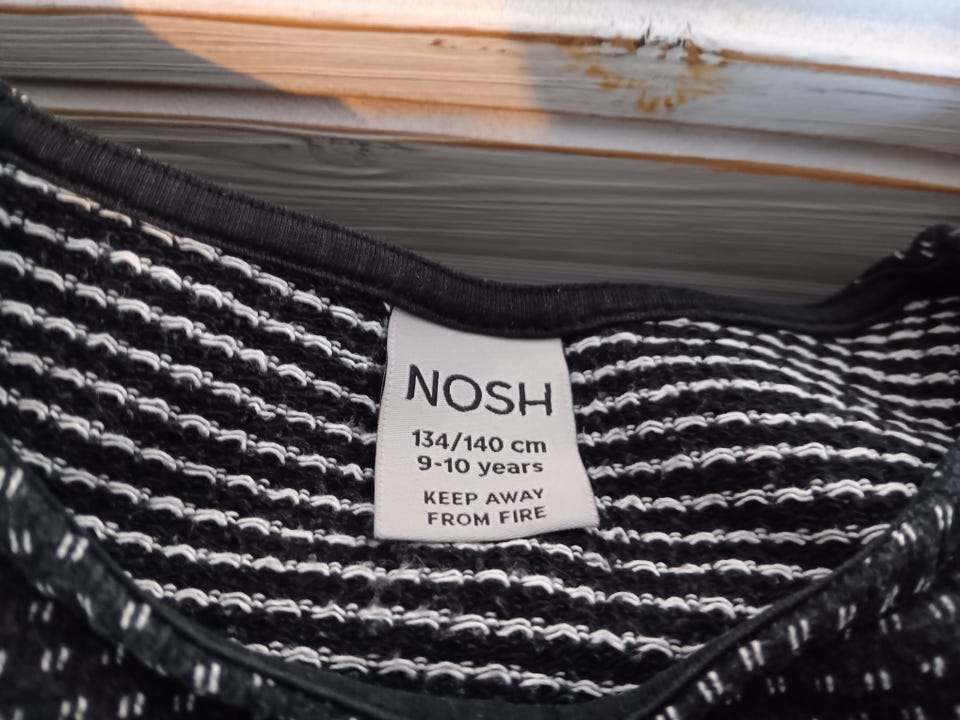 NOSH
134/140 cm
9-10 years
KEEP AWAY
FROM FIRE